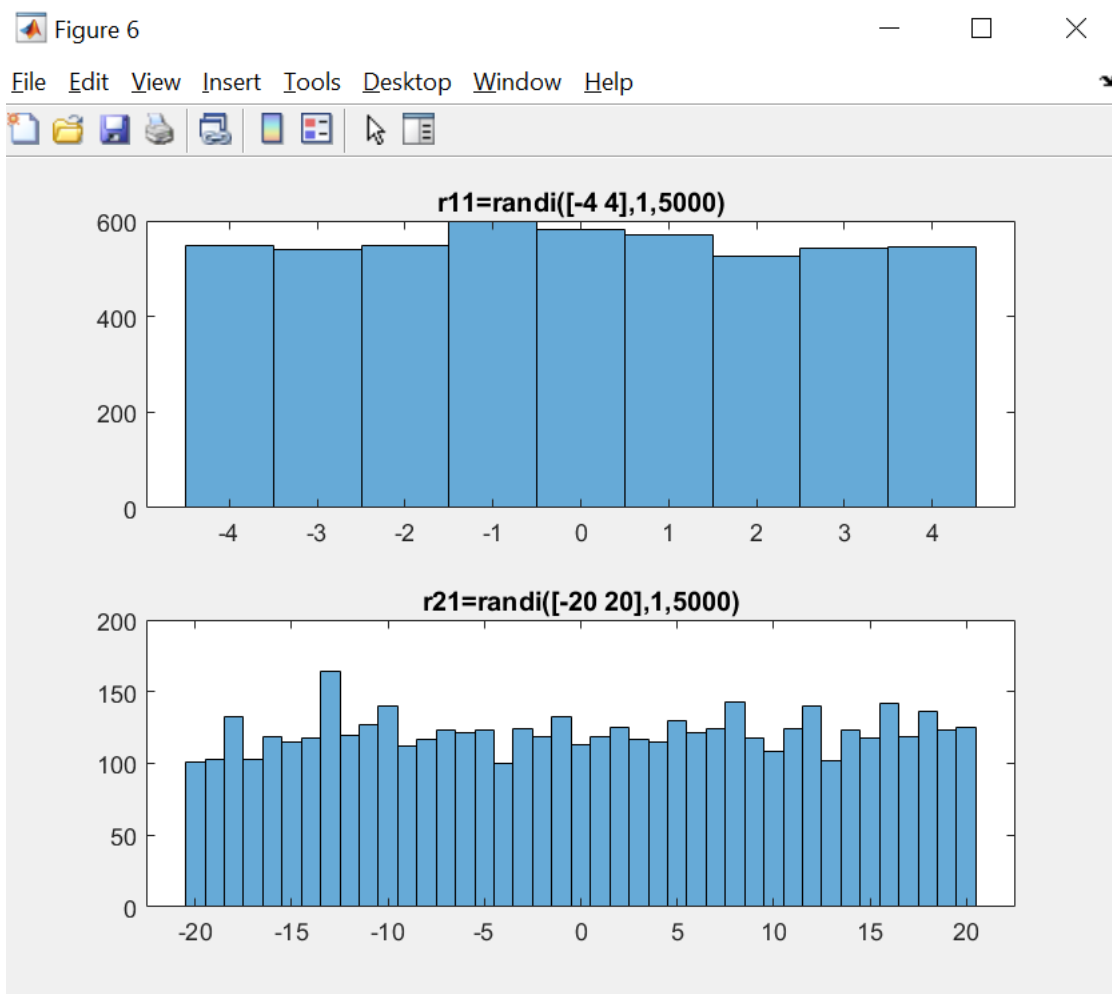 Figure 6
File Edit View Insert Tools Desktop Window Help
r11=randi([-4 4],1,5000)
600
400
200
0
-4 -3 -2 -1 0 1 2 3 4
r21=randi([-20 20],1,5000)
200
150
100
50
0
-20 -15 -10 -5 0 5 10 15 20